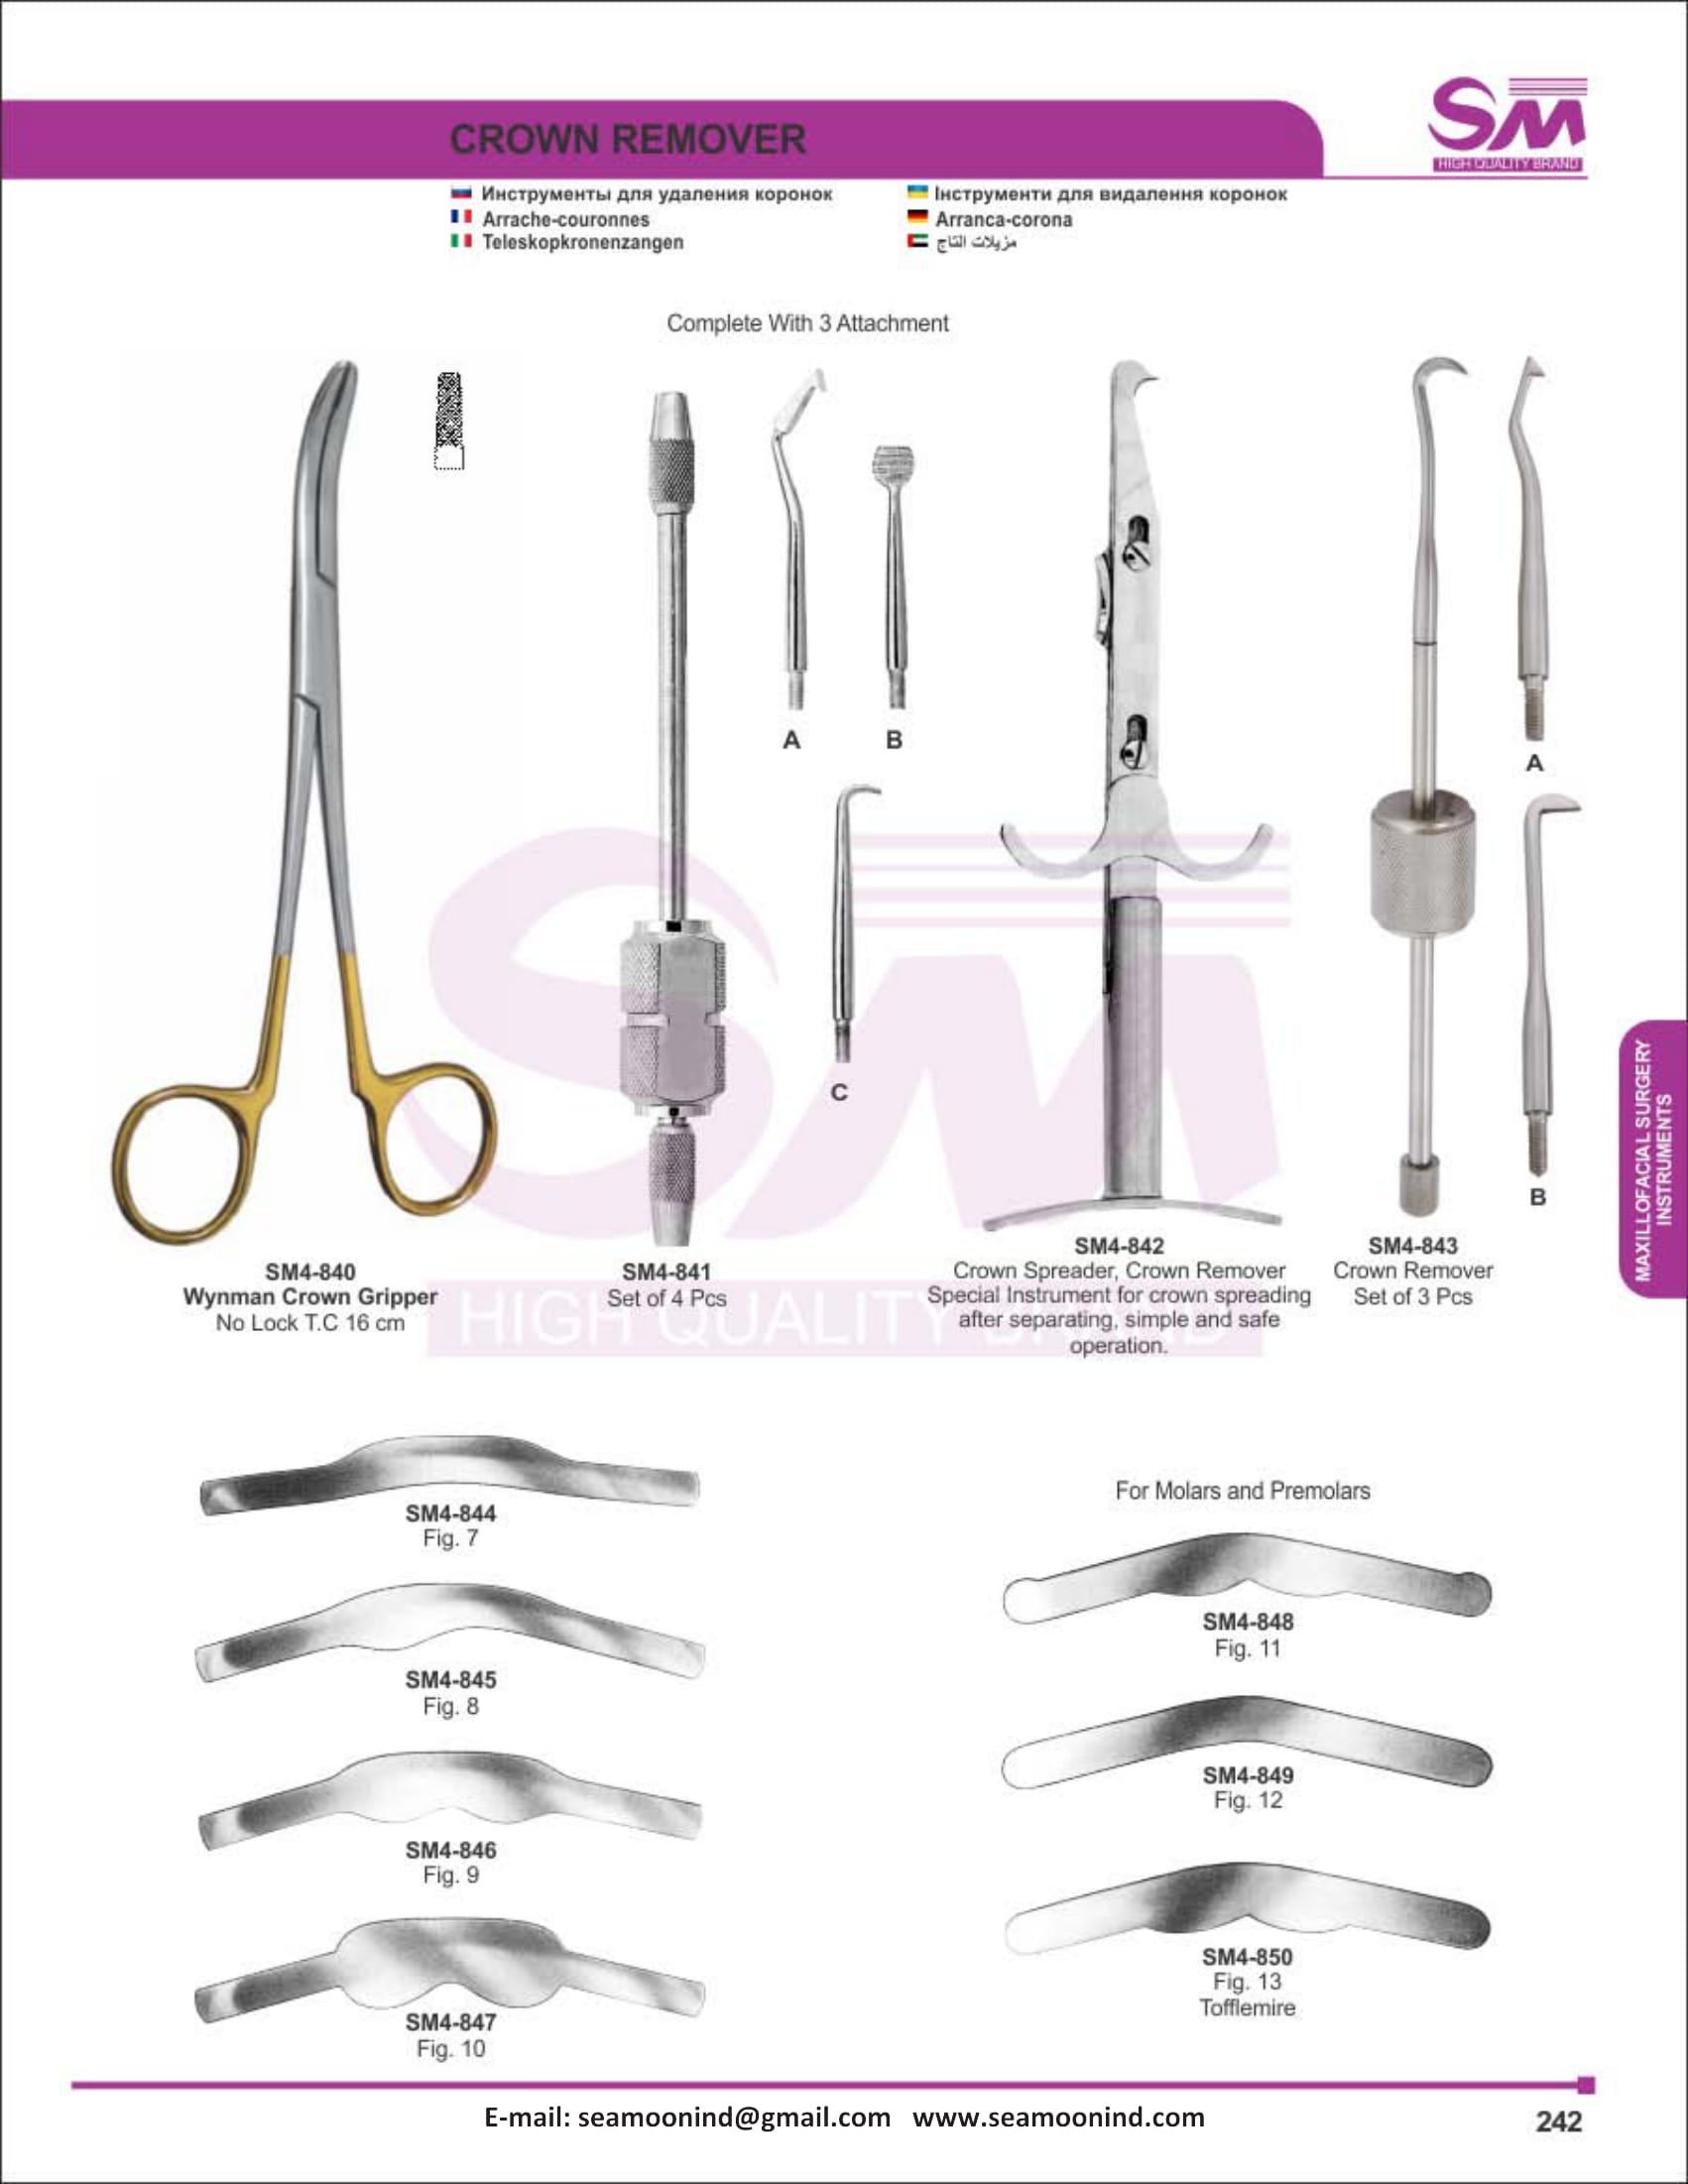 SM
HIGH QUALITY BRAND
CROWN REMOVER
Инструменты для удаления коронок
Arrache-couronnes
Teleskopkronenzangen
Інструменти для видалення коронок
Arranca-corona
مزيلات التاج
Complete With 3 Attachment
A
B
C
A
B
SM4-840
Wynman Crown Gripper
No Lock T.C 16 cm
SM4-841
Set of 4 Pcs
SM4-842
Crown Spreader, Crown Remover
Special Instrument for crown spreading
after separating, simple and safe
operation.
SM4-843
Crown Remover
Set of 3 Pcs
MAXILLOFACIAL SURGERY
INSTRUMENTS
SM
HIGH QUALITY BRAND
SM4-844
Fig. 7
SM4-845
Fig. 8
SM4-846
Fig. 9
SM4-847
Fig. 10
For Molars and Premolars
SM4-848
Fig. 11
SM4-849
Fig. 12
SM4-850
Fig. 13
Tofflemire
E-mail: seamoonind@gmail.com www.seamoonind.com
242